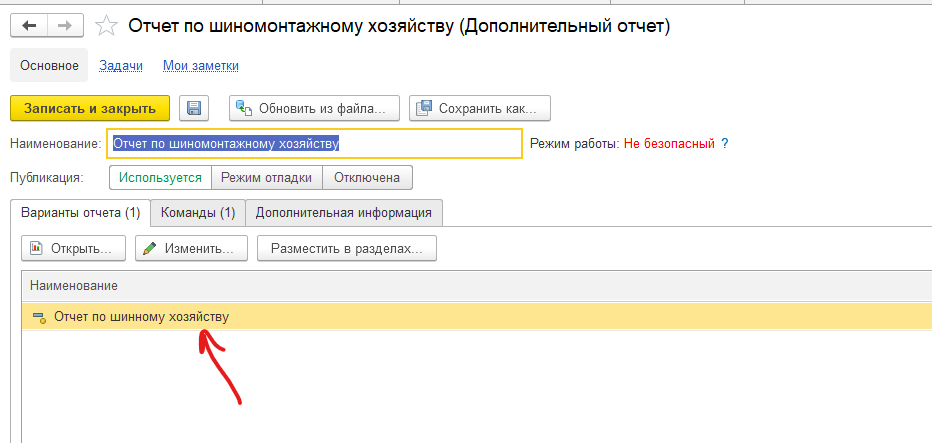 Отчет по шиномонтажному хозяйству (Дополнительный отчет)
Основное Задачи Мои заметки
Записать и закрыть Обновить из файла... Сохранить как...
Наименование: Отчет по шиномонтажному хозяйству Режим работы: Не безопасный ?
Публикация: Используется Режим отладки Отключена
Варианты отчета (1) Команды (1) Дополнительная информация
Открыть... Изменить... Разместить в разделах...
Наименование
Отчет по шинному хозяйству